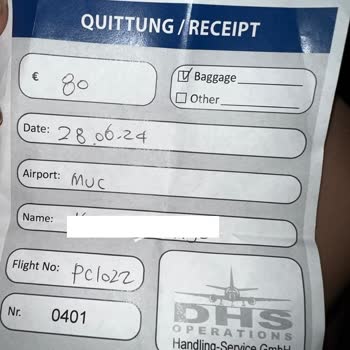 QUITTUNG / RECEIPT
€ 80
Baggage
Other
Date: 28.06.24
Airport: MUC
Name:
Flight No: PC1022
Nr. 0401
DHS
OPERATIONS
Handling-Service GmbH